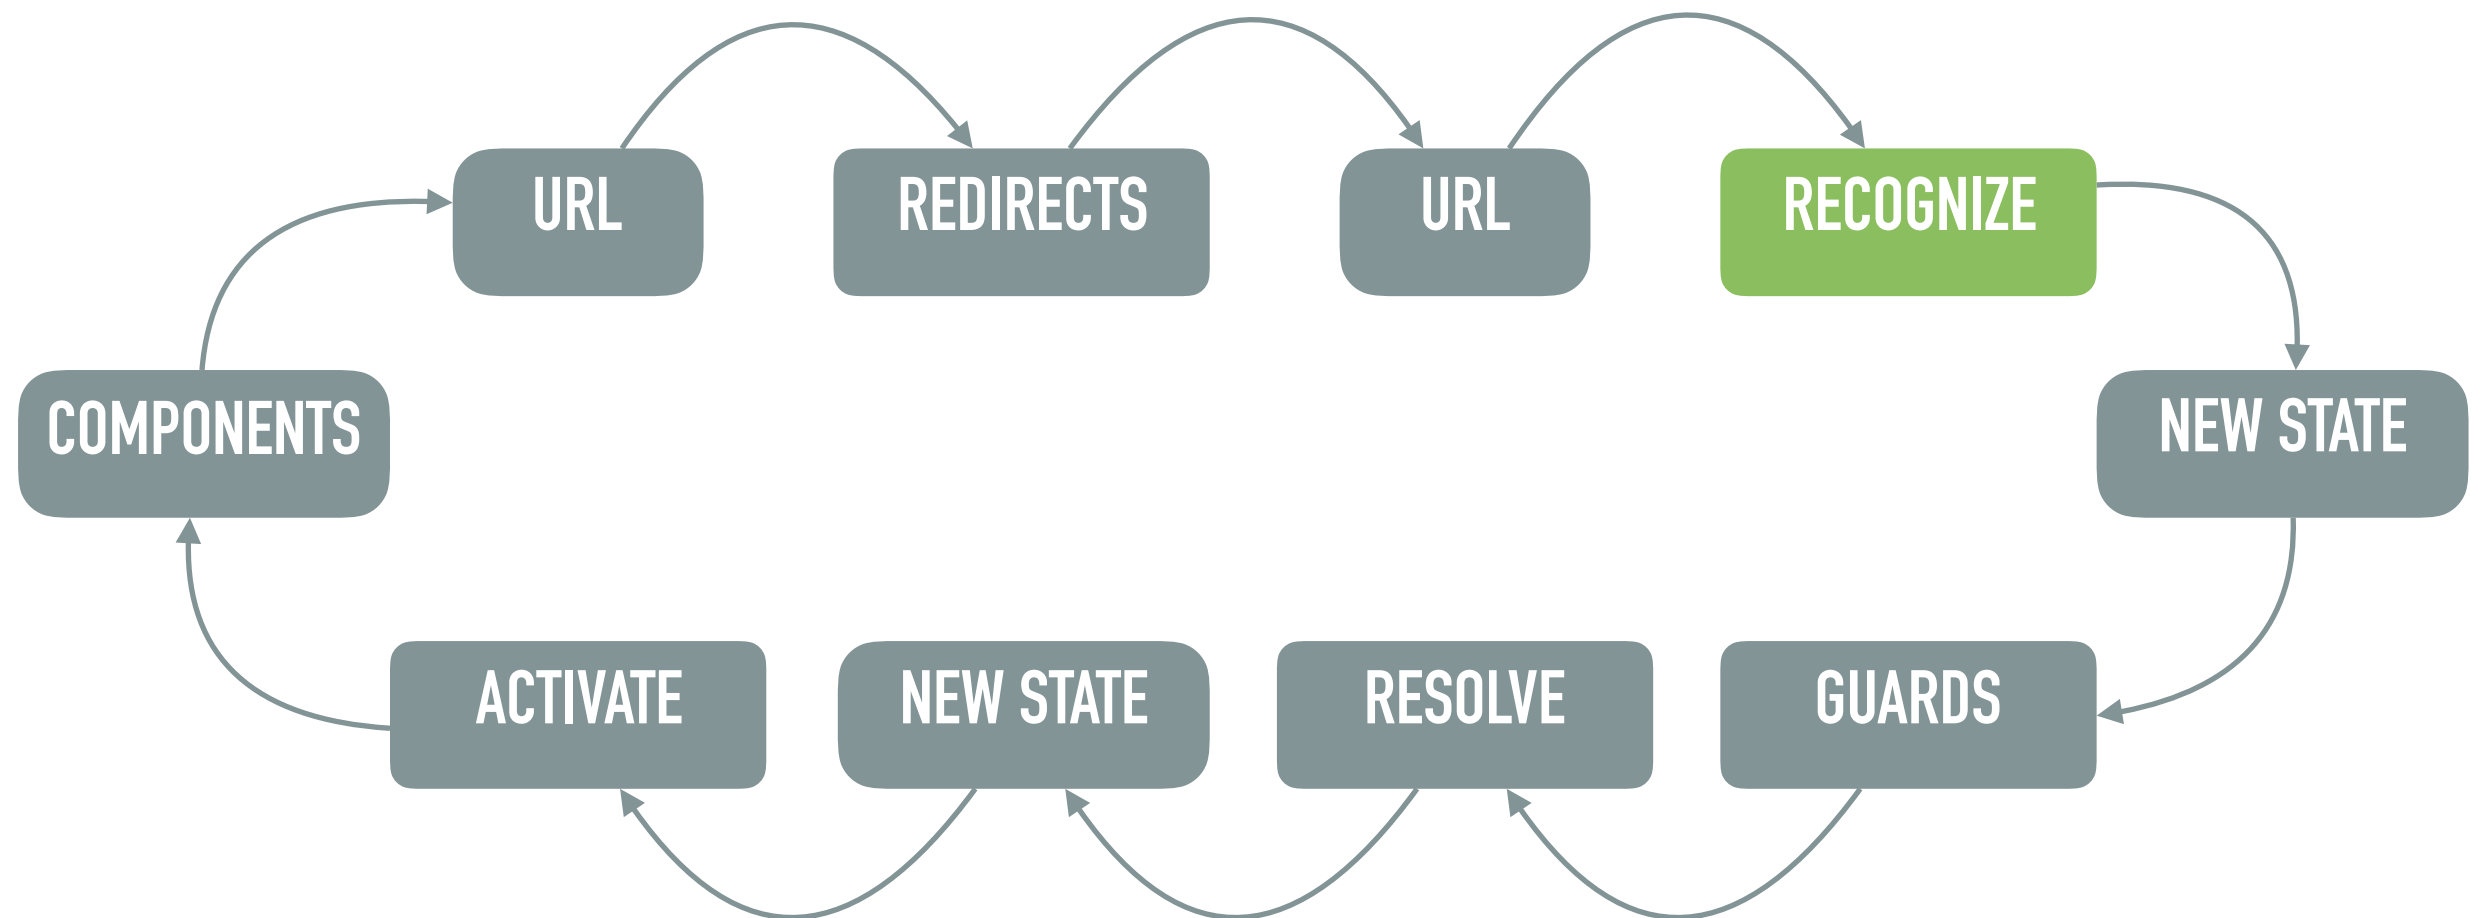 URL
REDIRECTS
URL
RECOGNIZE
COMPONENTS
NEW STATE
ACTIVATE
NEW STATE
RESOLVE
GUARDS